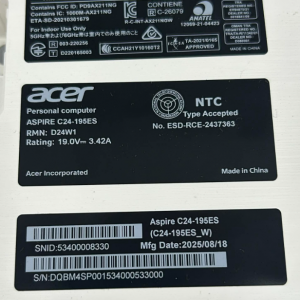 Contains FCC ID: PD9AX211NG
Contains IC: 1000M-AX211NG
ETA-SD-20210301679
For Indoor Use Only
R-C-INT-AX211NGW
C-26079
ANATEL
TA-2021/0165
APPROVED
CCAH21Y10160T2
D220163003
acer
Personal computer
ASPIRE C24-195ES
RMN: D24W1
Rating: 19.0V⎓ 3.42A
Acer Incorporated
NTC
Type Accepted
No. ESD-RCE-2437363
Made in China
Aspire C24-195ES
(C24-195ES_W)
SNID:53400008330
Mfg Date:2025/08/18
S/N:DQBM4SP001534000533000